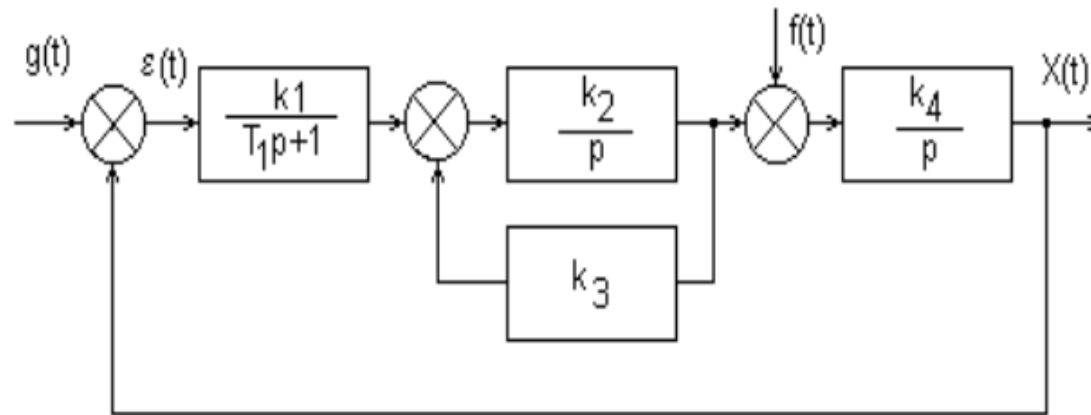 g(t)
ε(t)
k1
T₁p+1
k₂
p
f(t)
k₄
p
X(t)
k₃